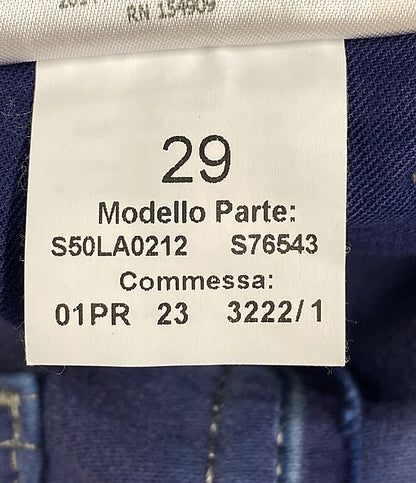 RN 154909
29
Modello Parte:
S50LA0212 S76543
Commessa:
01PR 23 3222/1